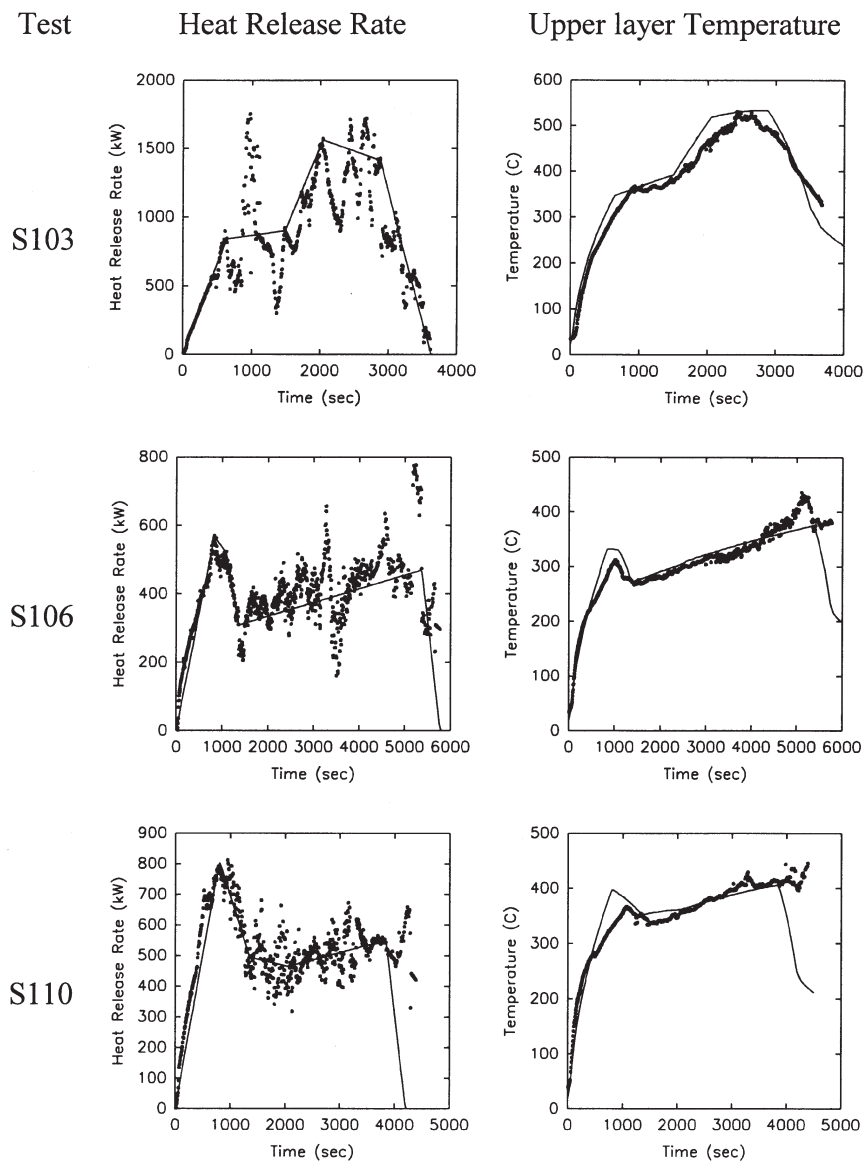 Test Heat Release Rate Upper layer Temperature
S103
Heat Release Rate (kW)
2000
1500
1000
500
0
0 1000 2000 3000 4000
Time (sec)
Temperature (C)
600
500
400
300
200
100
0
0 1000 2000 3000 4000
Time (sec)
S106
Heat Release Rate (kW)
800
600
400
200
0
0 1000 2000 3000 4000 5000 6000
Time (sec)
Temperature (C)
500
400
300
200
100
0
0 1000 2000 3000 4000 5000 6000
Time (sec)
S110
Heat Release Rate (kW)
900
800
700
600
500
400
300
200
100
0
0 1000 2000 3000 4000 5000
Time (sec)
Temperature (C)
500
400
300
200
100
0
0 1000 2000 3000 4000 5000
Time (sec)